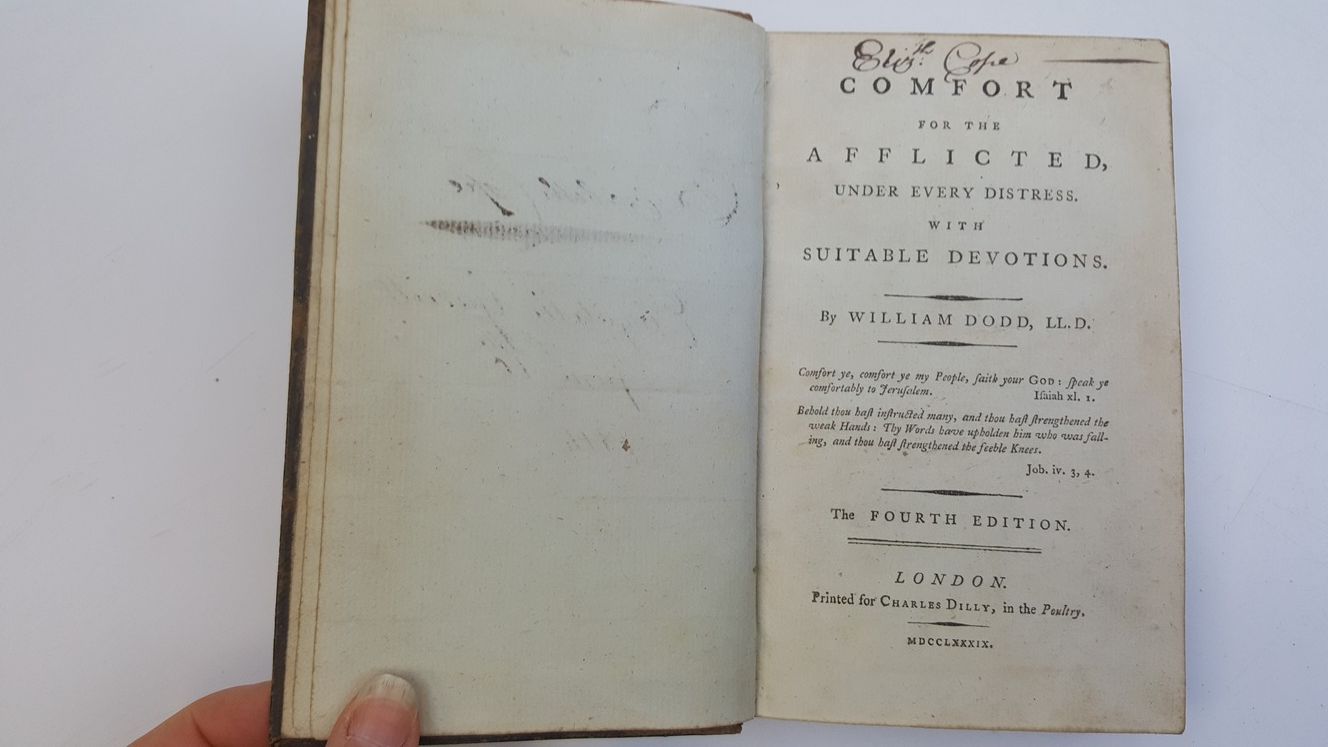 Elizth. Cope
COMFORT
FOR THE
AFFLICTED,
UNDER EVERY DISTRESS.
WITH
SUITABLE DEVOTIONS.
By WILLIAM DODD, LL.D.
Comfort ye, comfort ye my People, ſaith your GOD: ſpeak ye
comfortably to Jeruſalem.
Iſaiah xl. 1.
Behold thou haſt inſtructed many, and thou haſt ſtrengthened the
weak Hands: Thy Words have upholden him who was fall-
ing, and thou haſt ſtrengthened the feeble Knees.
Job. iv. 3, 4.
The FOURTH EDITION.
LONDON.
Printed for CHARLES DILLY, in the Poultry.
MDCCLXXXIX.